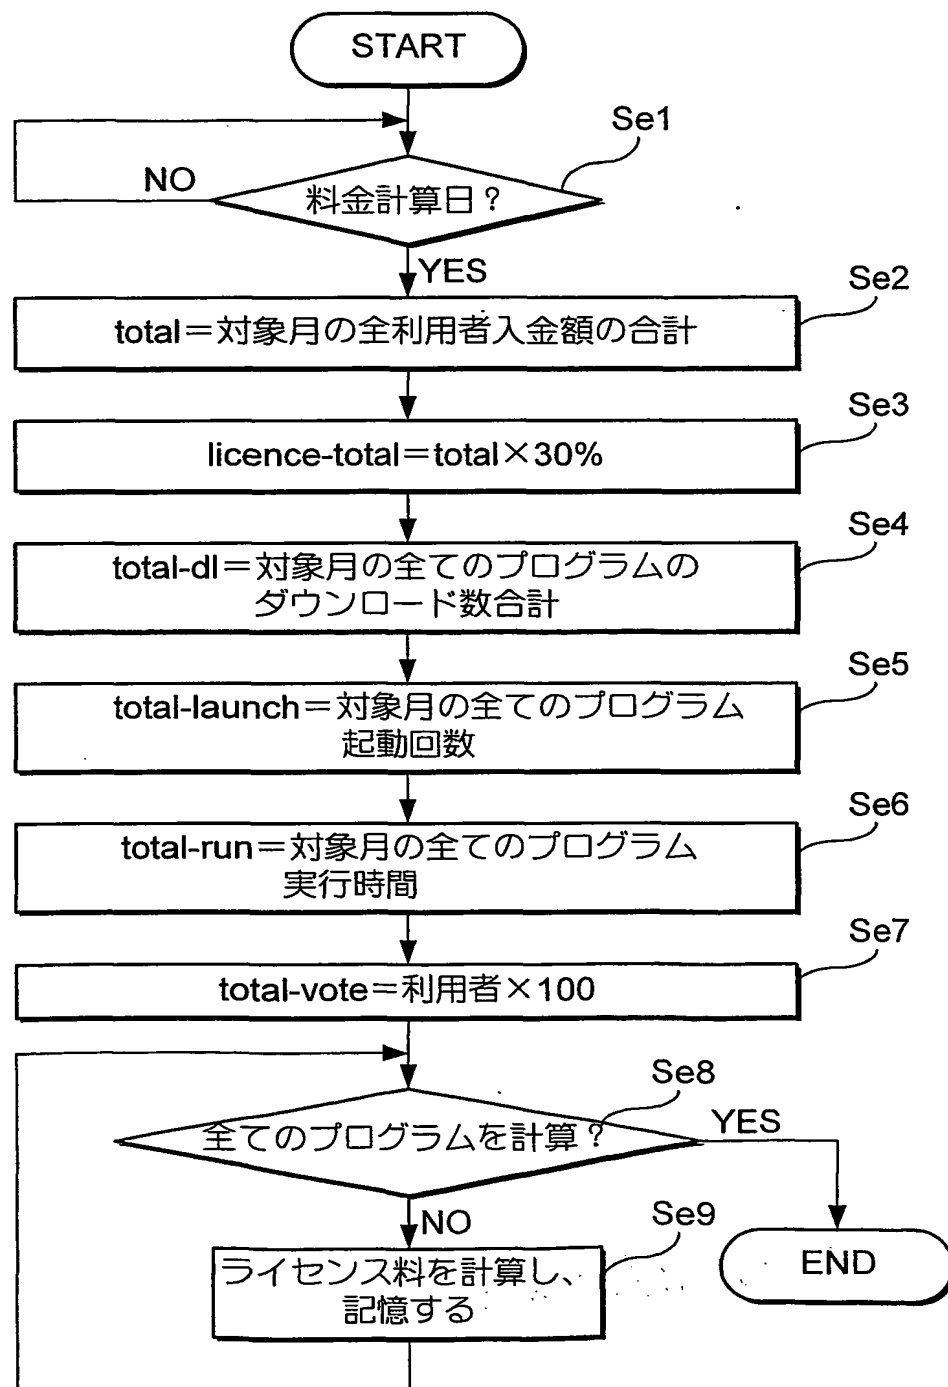 START
Se1
NO
料金計算日？
YES
Se2
total＝対象月の全利用者入金額の合計
Se3
licence-total＝total×30%
Se4
total-dl＝対象月の全てのプログラムの
ダウンロード数合計
Se5
total-launch＝対象月の全てのプログラム
起動回数
Se6
total-run＝対象月の全てのプログラム
実行時間
Se7
total-vote＝利用者×100
Se8
全てのプログラムを計算？
YES
NO
Se9
ライセンス料を計算し、
記憶する
END